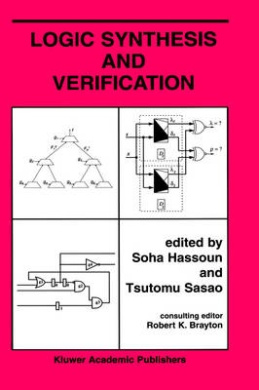 LOGIC SYNTHESIS
AND
VERIFICATION
edited by
Soha Hassoun
and
Tsutomu Sasao
consulting editor
Robert K. Brayton
Kluwer Academic Publishers